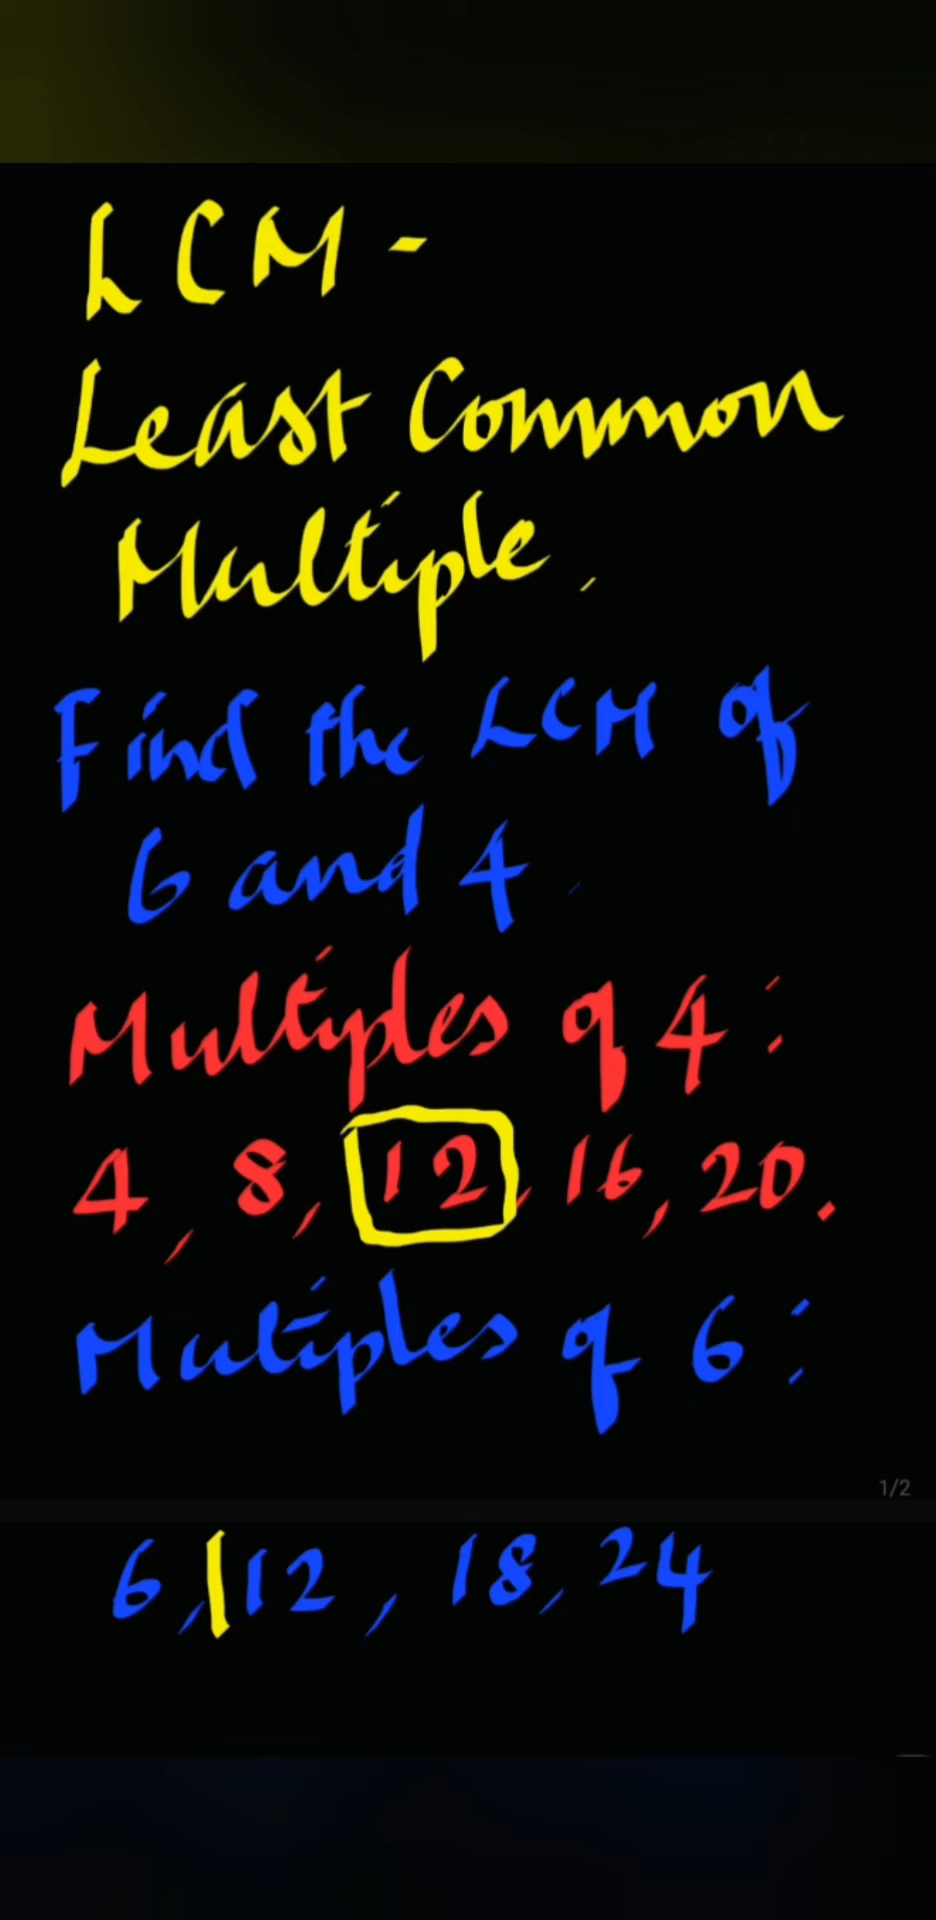 LCM -
Least Common
Multiple.
Find the LCM of
6 and 4.
Multiples of 4:
4, 8, 12, 16, 20.
Mutiples of 6:
1/2
6, 12, 18, 24